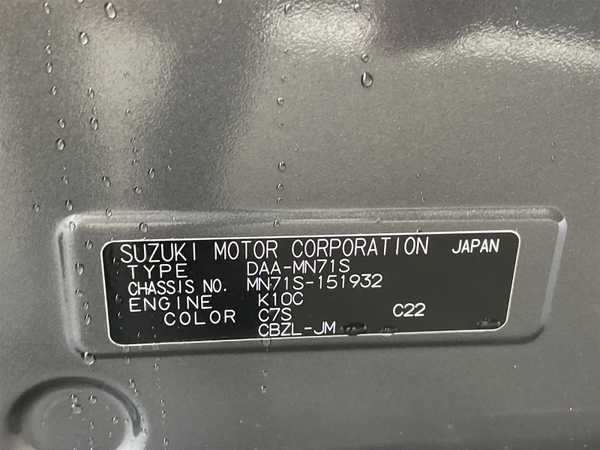 SUZUKI MOTOR CORPORATION JAPAN
TYPE DAA-MN71S
CHASSIS NO. MN71S-151932
ENGINE K10C
COLOR C7S C22
CBZL-JM